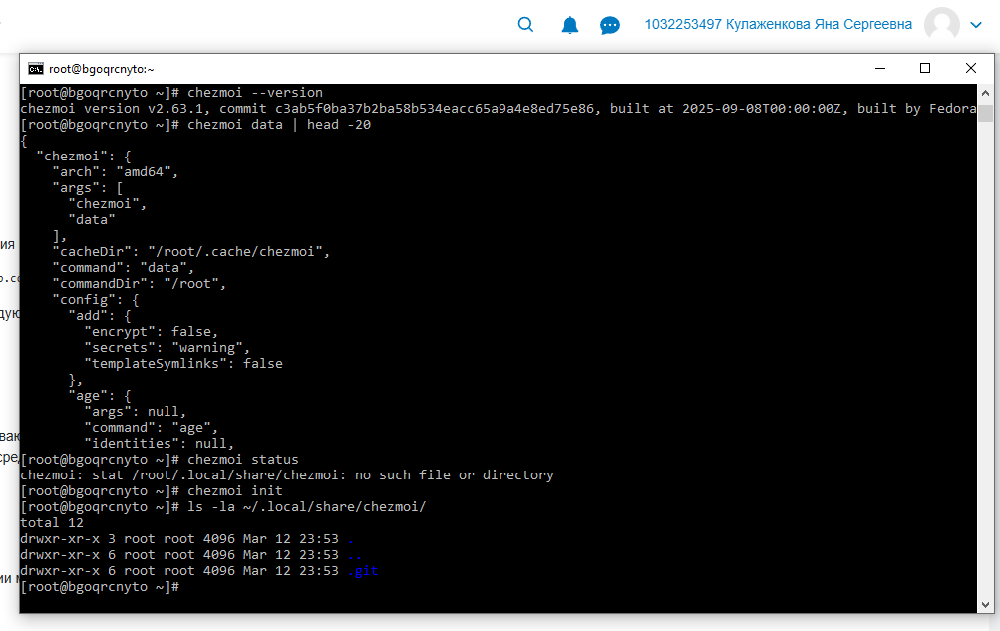 1032253497 Кулаженкова Яна Сергеевна
root@bgoqrcnyto:~
[root@bgoqrcnyto ~]# chezmoi --version
chezmoi version v2.63.1, commit c3ab5f0ba37b2ba58b534eacc65a9a4e8ed75e86, built at 2025-09-08T00:00:00Z, built by Fedora
[root@bgoqrcnyto ~]# chezmoi data | head -20
{
  "chezmoi": {
    "arch": "amd64",
    "args": [
      "chezmoi",
      "data"
    ],
    "cacheDir": "/root/.cache/chezmoi",
    "command": "data",
    "commandDir": "/root",
    "config": {
      "add": {
        "encrypt": false,
        "secrets": "warning",
        "templateSymlinks": false
      },
      "age": {
        "args": null,
        "command": "age",
        "identities": null,
[root@bgoqrcnyto ~]# chezmoi status
chezmoi: stat /root/.local/share/chezmoi: no such file or directory
[root@bgoqrcnyto ~]# chezmoi init
[root@bgoqrcnyto ~]# ls -la ~/.local/share/chezmoi/
total 12
drwxr-xr-x 3 root root 4096 Mar 12 23:53 .
drwxr-xr-x 6 root root 4096 Mar 12 23:53 ..
drwxr-xr-x 6 root root 4096 Mar 12 23:53 .git
[root@bgoqrcnyto ~]#